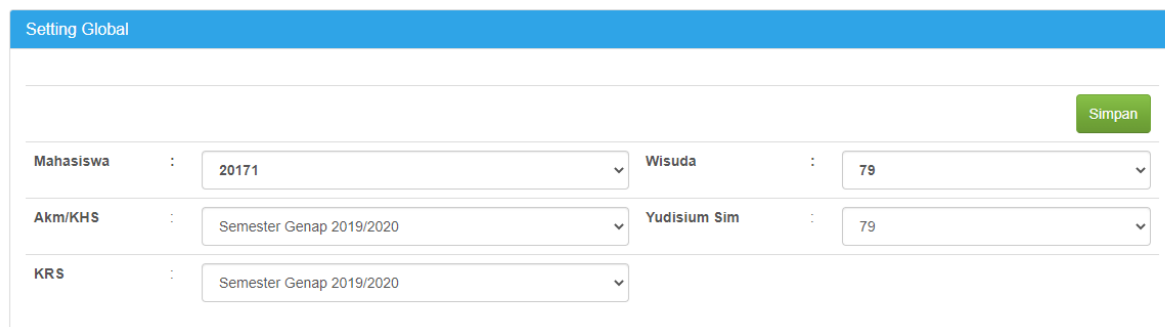 Setting Global
Simpan
Mahasiswa : 20171 Wisuda : 79
Akm/KHS : Semester Genap 2019/2020 Yudisium Sim : 79
KRS : Semester Genap 2019/2020